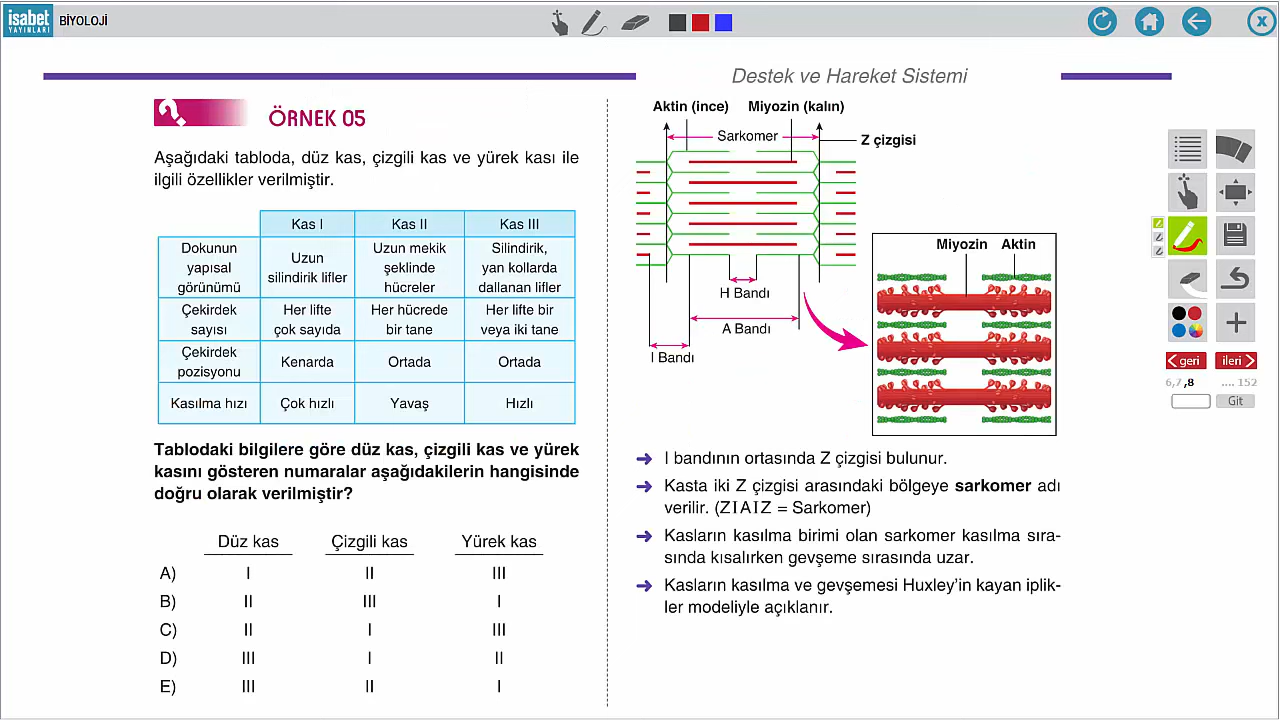 isabet
YAYINLARI
BİYOLOJİ
Destek ve Hareket Sistemi
ÖRNEK 05
Aşağıdaki tabloda, düz kas, çizgili kas ve yürek kası ile
ilgili özellikler verilmiştir.
Kas I Kas II Kas III
Dokunun yapısal görünümü Uzun silindirik lifler Uzun mekik şeklinde hücreler Silindirik, yan kollarda dallanan lifler
Çekirdek sayısı Her lifte çok sayıda Her hücrede bir tane Her lifte bir veya iki tane
Çekirdek pozisyonu Kenarda Ortada Ortada
Kasılma hızı Çok hızlı Yavaş Hızlı
Tablodaki bilgilere göre düz kas, çizgili kas ve yürek
kasını gösteren numaralar aşağıdakilerin hangisinde
doğru olarak verilmiştir?
Düz kas Çizgili kas Yürek kas
A) I II III
B) II III I
C) II I III
D) III I II
E) III II I
Aktin (ince) Miyozin (kalın)
Sarkomer
Z çizgisi
H Bandı
A Bandı
I Bandı
Miyozin Aktin
I bandının ortasında Z çizgisi bulunur.
Kasta iki Z çizgisi arasındaki bölgeye sarkomer adı
verilir. (ZIAIZ = Sarkomer)
Kasların kasılma birimi olan sarkomer kasılma sıra-
sında kısalırken gevşeme sırasında uzar.
Kasların kasılma ve gevşemesi Huxley'in kayan iplik-
ler modeliyle açıklanır.
geri ileri
6,7,8 .... 152
Git